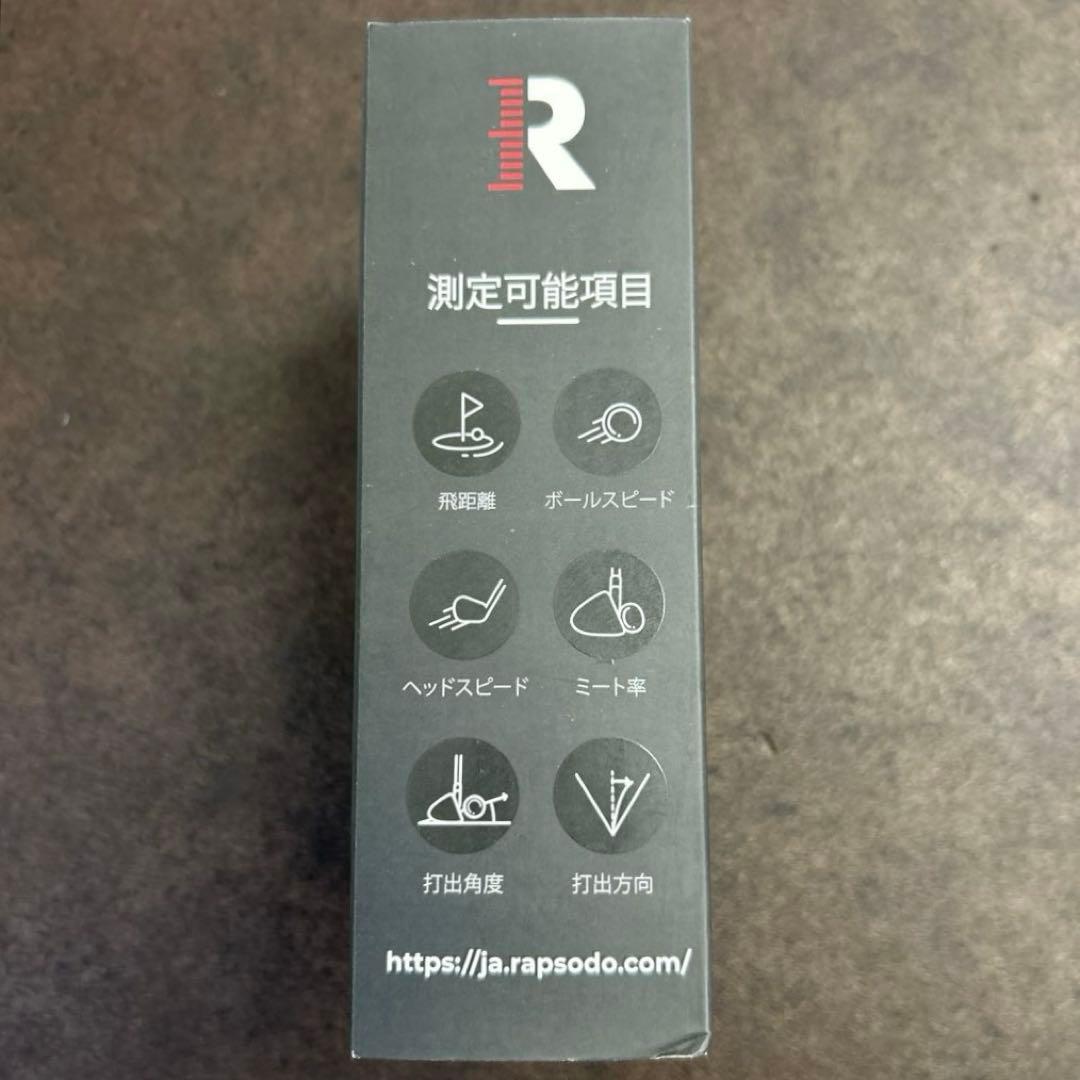 R
測定可能項目
飛距離 ボールスピード
ヘッドスピード ミート率
打出角度 打出方向
https://ja.rapsodo.com/